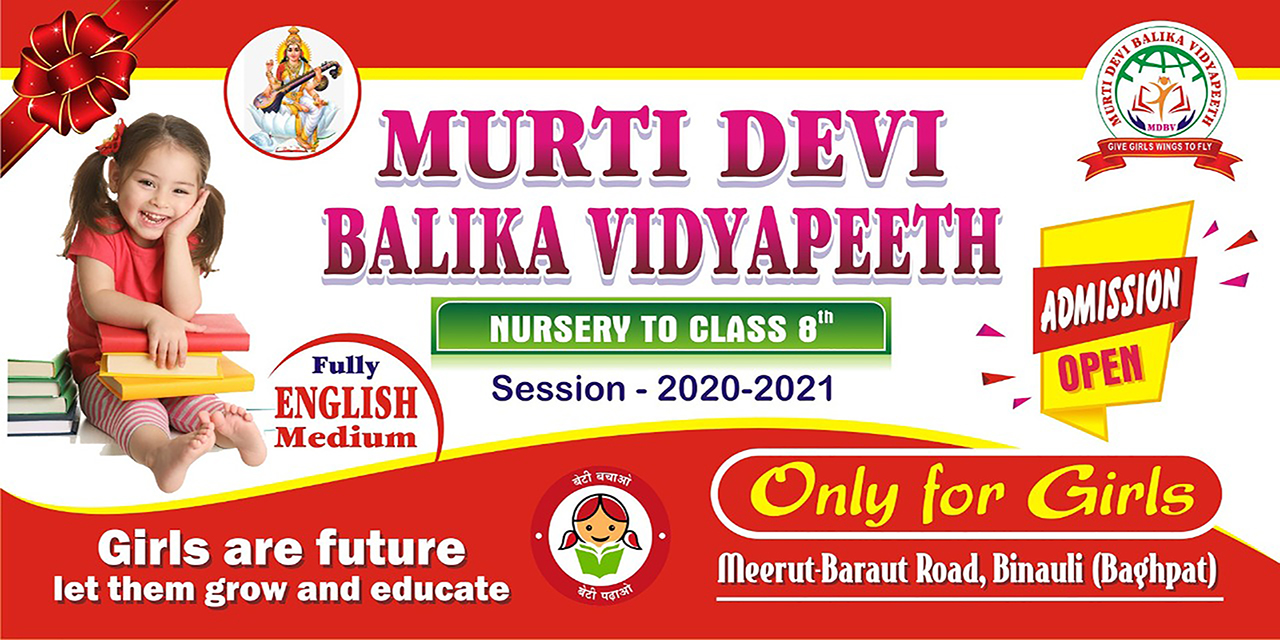 MURTI DEVI BALIKA VIDYAPEETH
MDBV
GIVE GIRLS WINGS TO FLY
MURTI DEVI
BALIKA VIDYAPEETH
NURSERY TO CLASS 8th
Session - 2020-2021
ADMISSION
OPEN
Fully
ENGLISH
Medium
Girls are future
let them grow and educate
बेटी बचाओ
बेटी पढ़ाओ
Only for Girls
Meerut-Baraut Road, Binauli (Baghpat)